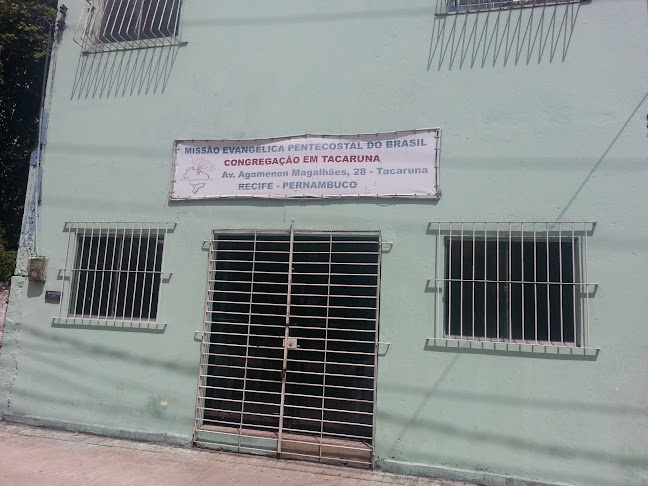 MISSÃO EVANGÉLICA PENTECOSTAL DO BRASIL
CONGREGAÇÃO EM TACARUNA
Av. Agamenon Magalhães, 28 - Tacaruna
RECIFE - PERNAMBUCO